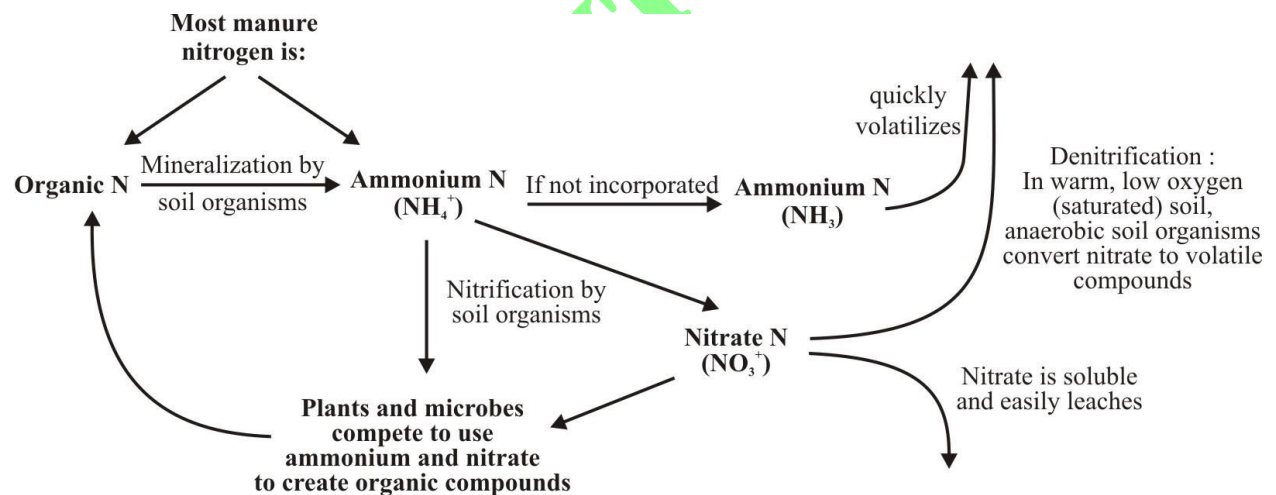 Most manure
nitrogen is:
Organic N
Mineralization by
soil organisms
Ammonium N
(NH₄⁺)
If not incorporated
Ammonium N
(NH₃)
quickly
volatilizes
Denitrification :
In warm, low oxygen
(saturated) soil,
anaerobic soil organisms
convert nitrate to volatile
compounds
Nitrification by
soil organisms
Nitrate N
(NO₃⁺)
Nitrate is soluble
and easily leaches
Plants and microbes
compete to use
ammonium and nitrate
to create organic compounds